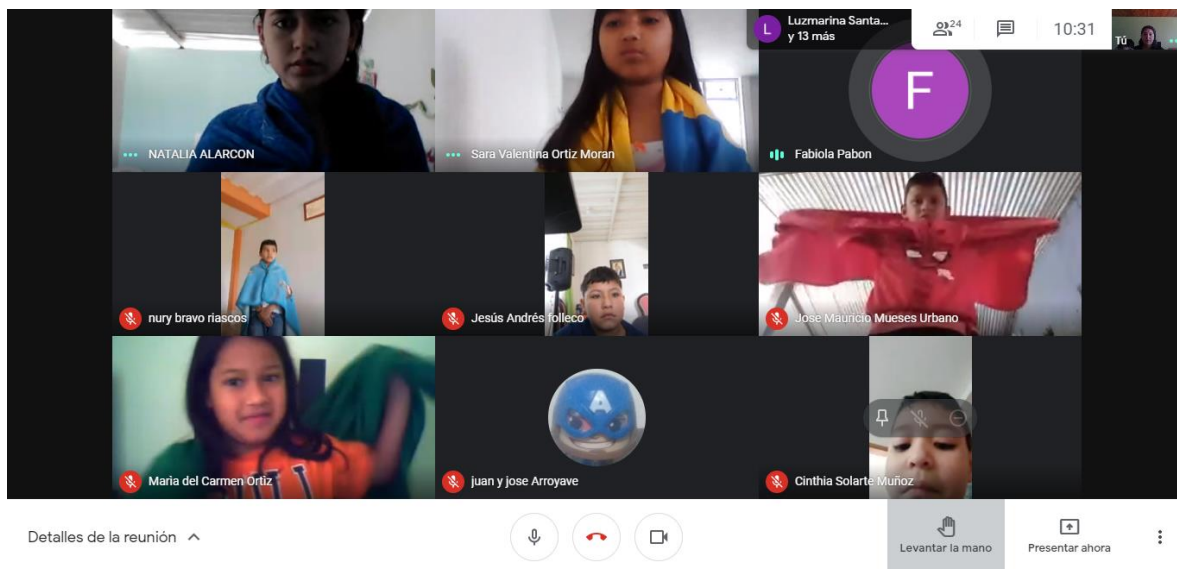 L
Luzmarina Santa...
y 13 más
24
10:31
Tú
NATALIA ALARCON
Sara Valentina Ortiz Moran
F
Fabiola Pabon
nury bravo riascos
Jesús Andrés folleco
Jose Mauricio Mueses Urbano
Maria del Carmen Ortiz
A
juan y jose Arroyave
Cinthia Solarte Muñoz
Detalles de la reunión
Levantar la mano
Presentar ahora